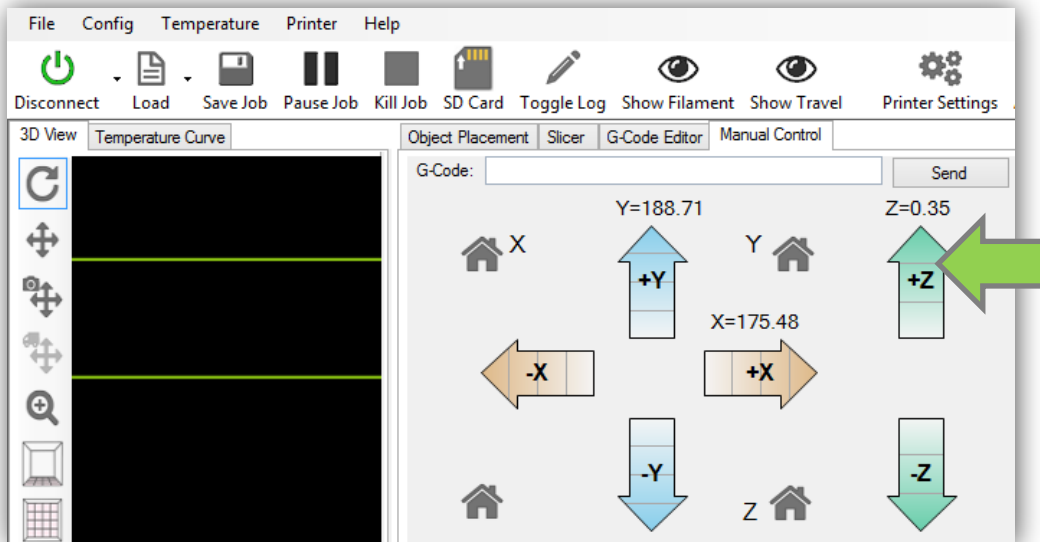 File Config Temperature Printer Help
Disconnect Load Save Job Pause Job Kill Job SD Card Toggle Log Show Filament Show Travel Printer Settings
3D View Temperature Curve Object Placement Slicer G-Code Editor Manual Control
G-Code: Send
Y=188.71 Z=0.35
X Y
+Y +Z
X=175.48
-X +X
-Y -Z
Z